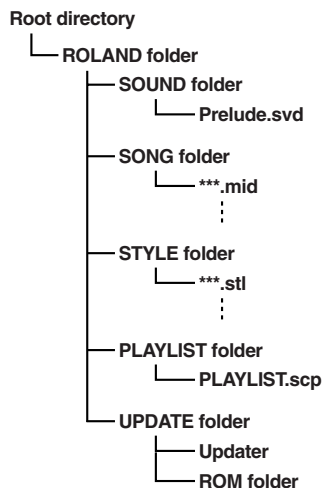 Root directory
ROLAND folder
SOUND folder
Prelude.svd
SONG folder
***.mid
STYLE folder
***.stl
PLAYLIST folder
PLAYLIST.scp
UPDATE folder
Updater
ROM folder